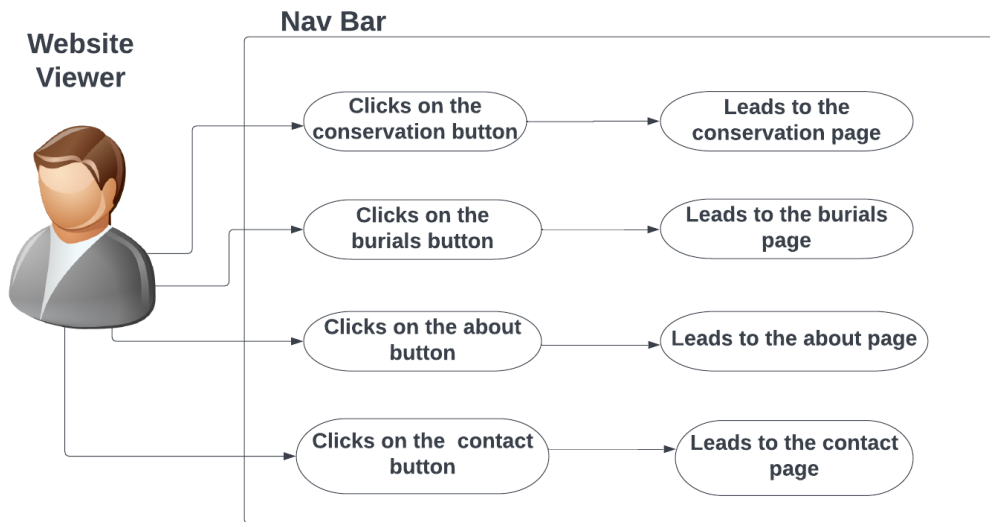 Nav Bar
Website
Viewer
Clicks on the
conservation button
Leads to the
conservation page
Clicks on the
burials button
Leads to the burials
page
Clicks on the about
button
Leads to the about page
Clicks on the  contact
button
Leads to the contact
page